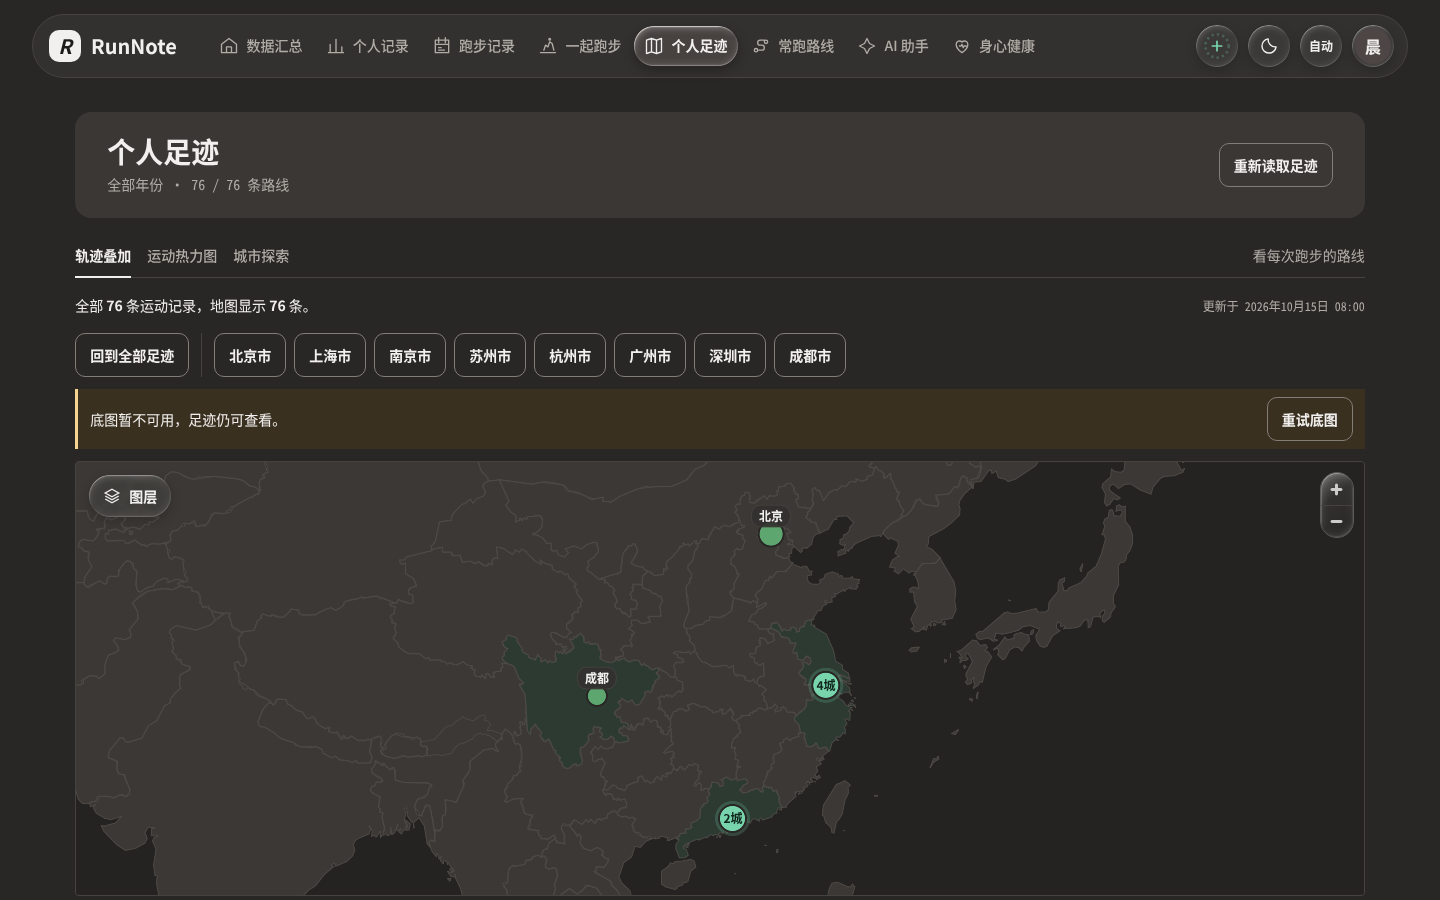 R RunNote 数据汇总 个人记录 跑步记录 一起跑步 个人足迹 常跑路线 AI 助手 身心健康 自动 晨
个人足迹
全部年份 • 76 / 76 条路线
重新读取足迹
轨迹叠加 运动热力图 城市探索 看每次跑步的路线
全部 76 条运动记录，地图显示 76 条。 更新于 2026年10月15日 08:00
回到全部足迹 北京市 上海市 南京市 苏州市 杭州市 广州市 深圳市 成都市
底图暂不可用，足迹仍可查看。 重试底图
图层
北京
成都
4城
2城